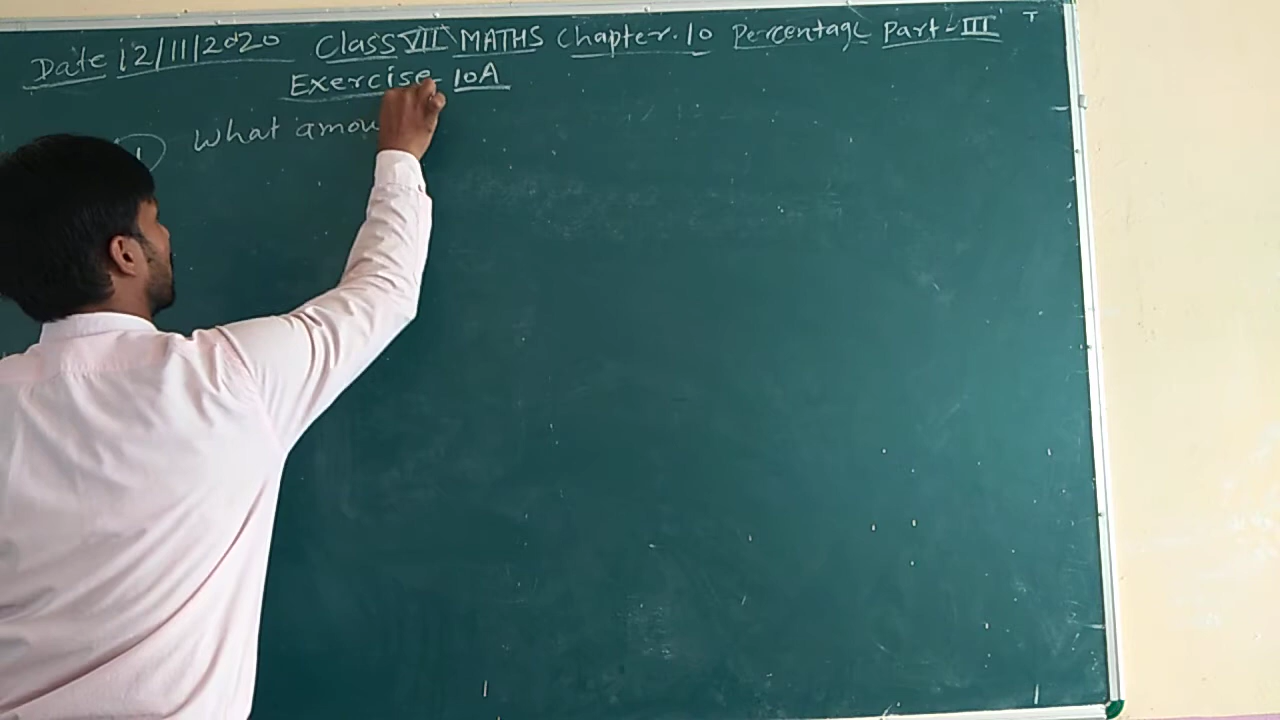 Date 12/11/2020 Class VII MATHS Chapter.10 Percentage Part-III
Exercise-10A
What amou